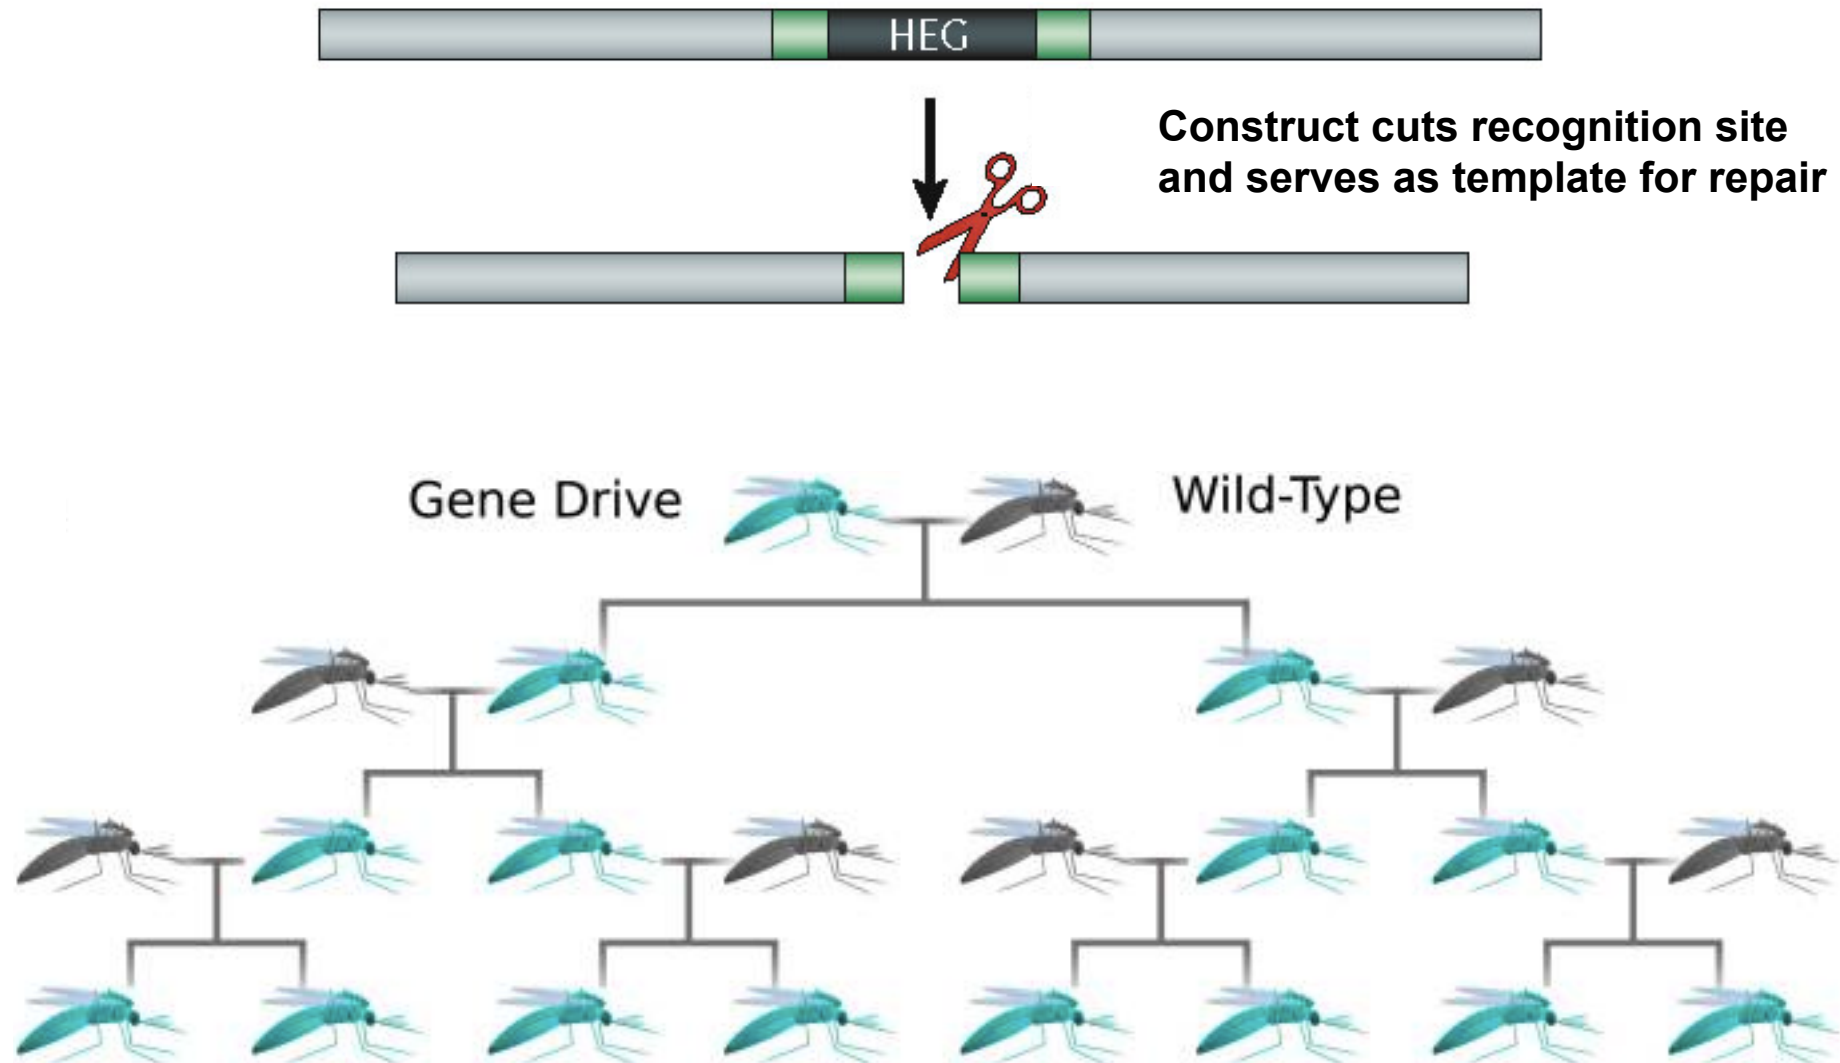 HEG
Construct cuts recognition site
and serves as template for repair
Gene Drive
Wild-Type